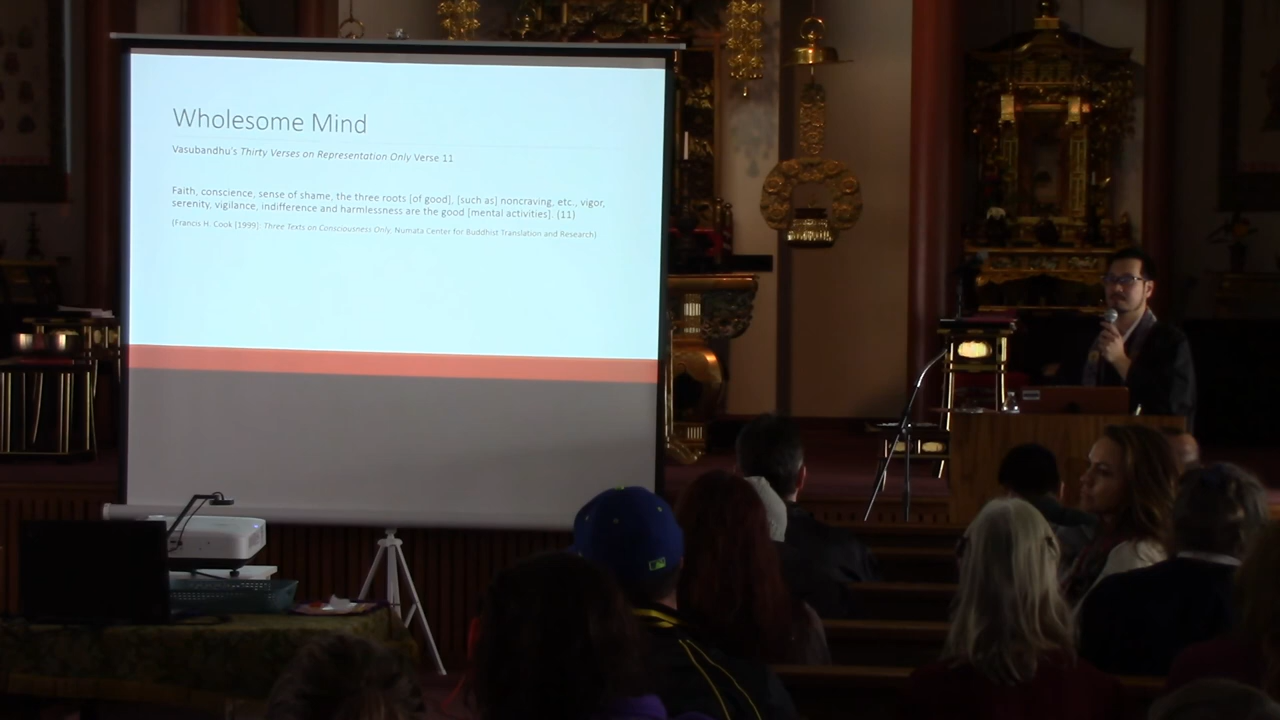 Wholesome Mind
Vasubandhu's Thirty Verses on Representation Only Verse 11
Faith, conscience, sense of shame, the three roots [of good], [such as] noncraving, etc., vigor,
serenity, vigilance, indifference and harmlessness are the good [mental activities]. (11)
(Francis H. Cook (1999): Three Texts on Consciousness Only. Numata Center for Buddhist Translation and Research)